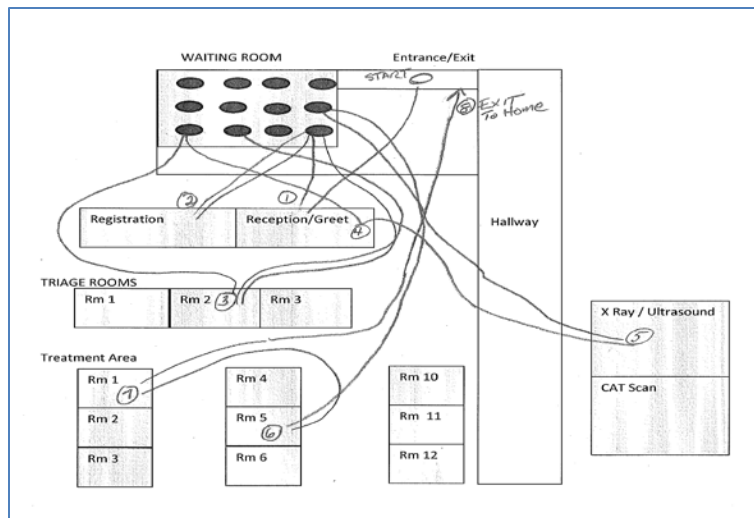 WAITING ROOM
Entrance/Exit
START
⑧ EXIT
To Home
② ①
Registration
Reception/Greet
④
Hallway
TRIAGE ROOMS
Rm 1
Rm 2 ③
Rm 3
X Ray / Ultrasound
⑤
Treatment Area
Rm 1
⑦
Rm 4
Rm 10
CAT Scan
Rm 2
Rm 5
⑥
Rm 11
Rm 3
Rm 6
Rm 12